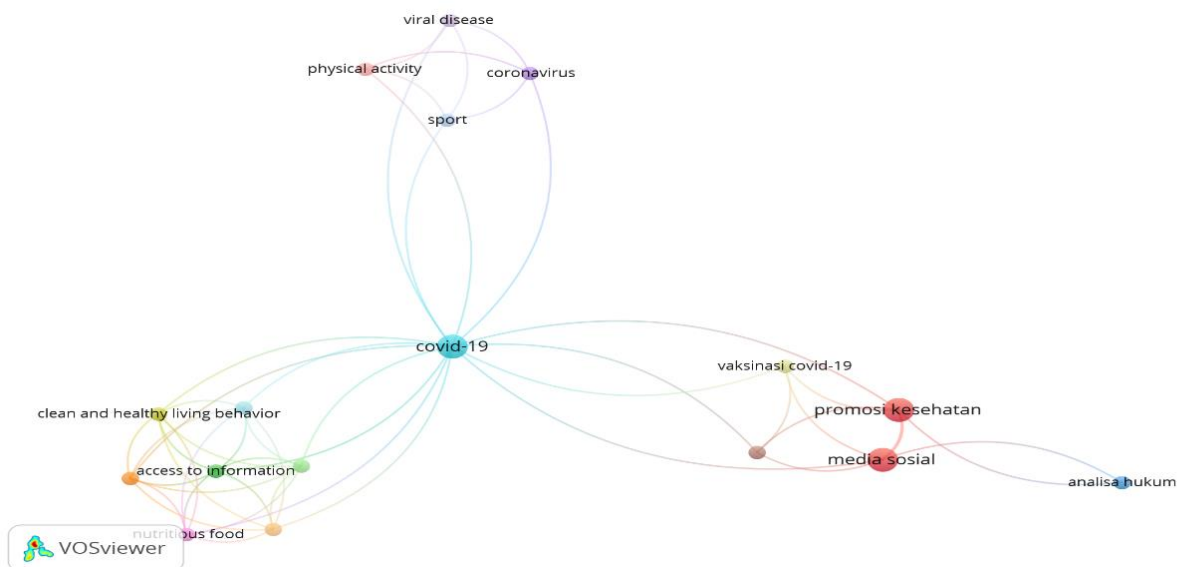 viral disease
physical activity
coronavirus
sport
covid-19
vaksinasi covid-19
promosi kesehatan
clean and healthy living behavior
media sosial
access to information
analisa hukum
nutritious food
VOSviewer